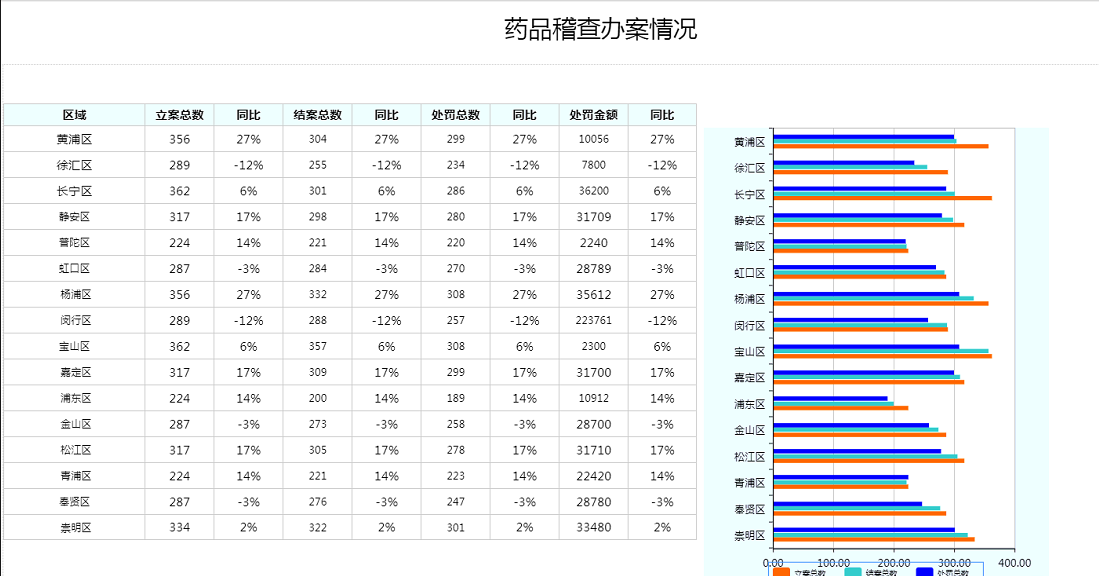 药品稽查办案情况
区域 立案总数 同比 结案总数 同比 处罚总数 同比 处罚金额 同比
黄浦区 356 27% 304 27% 299 27% 10056 27%
徐汇区 289 -12% 255 -12% 234 -12% 7800 -12%
长宁区 362 6% 301 6% 286 6% 36200 6%
静安区 317 17% 298 17% 280 17% 31709 17%
普陀区 224 14% 221 14% 220 14% 2240 14%
虹口区 287 -3% 284 -3% 270 -3% 28789 -3%
杨浦区 356 27% 332 27% 308 27% 35612 27%
闵行区 289 -12% 288 -12% 257 -12% 223761 -12%
宝山区 362 6% 357 6% 308 6% 2300 6%
嘉定区 317 17% 309 17% 299 17% 31700 17%
浦东区 224 14% 200 14% 189 14% 10912 14%
金山区 287 -3% 273 -3% 258 -3% 28700 -3%
松江区 317 17% 305 17% 278 17% 31710 17%
青浦区 224 14% 221 14% 223 14% 22420 14%
奉贤区 287 -3% 276 -3% 247 -3% 28780 -3%
崇明区 334 2% 322 2% 301 2% 33480 2%
黄浦区
徐汇区
长宁区
静安区
普陀区
虹口区
杨浦区
闵行区
宝山区
嘉定区
浦东区
金山区
松江区
青浦区
奉贤区
崇明区
0.00 100.00 200.00 300.00 400.00
立案总数 结案总数 处罚总数